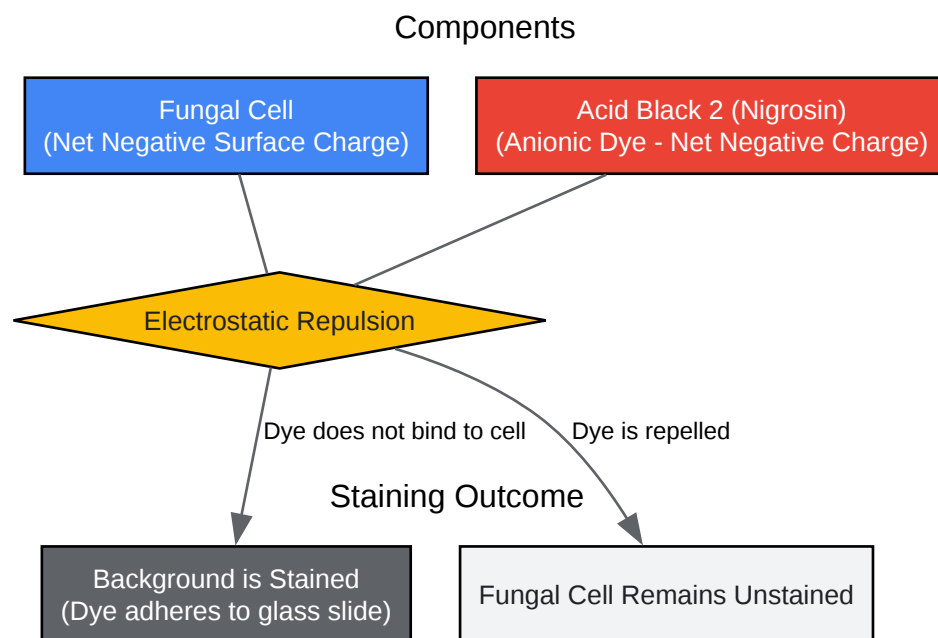 Components
Fungal Cell
(Net Negative Surface Charge)
Acid Black 2 (Nigrosin)
(Anionic Dye - Net Negative Charge)
Electrostatic Repulsion
Dye does not bind to cell
Dye is repelled
Staining Outcome
Background is Stained
(Dye adheres to glass slide)
Fungal Cell Remains Unstained